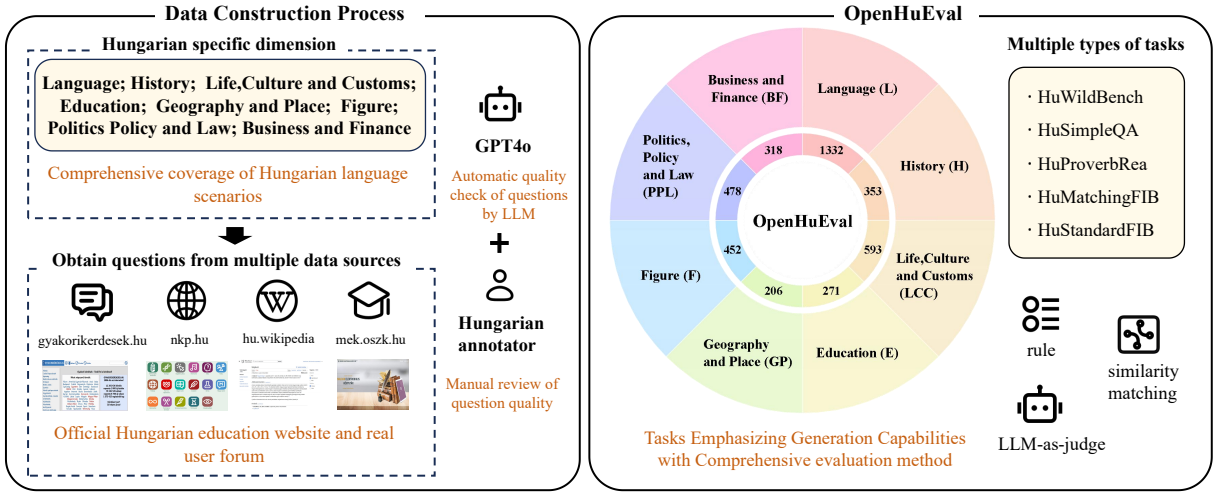 Data Construction Process
Hungarian specific dimension
Language; History; Life,Culture and Customs;
Education; Geography and Place; Figure;
Politics Policy and Law; Business and Finance
Comprehensive coverage of Hungarian language
scenarios
Obtain questions from multiple data sources
gyakorikerdesek.hu
nkp.hu
hu.wikipedia
mek.oszk.hu
Official Hungarian education website and real
user forum
GPT4o
Automatic quality
check of questions
by LLM
+
Hungarian
annotator
Manual review of
question quality
OpenHuEval
Business and
Finance (BF)
318
Language (L)
1332
History (H)
353
Life,Culture
and Customs
(LCC)
593
Education (E)
271
Geography
and Place (GP)
206
Figure (F)
452
Politics,
Policy
and Law
(PPL)
478
OpenHuEval
Tasks Emphasizing Generation Capabilities
with Comprehensive evaluation method
Multiple types of tasks
· HuWildBench
· HuSimpleQA
· HuProverbRea
· HuMatchingFIB
· HuStandardFIB
rule
similarity
matching
LLM-as-judge